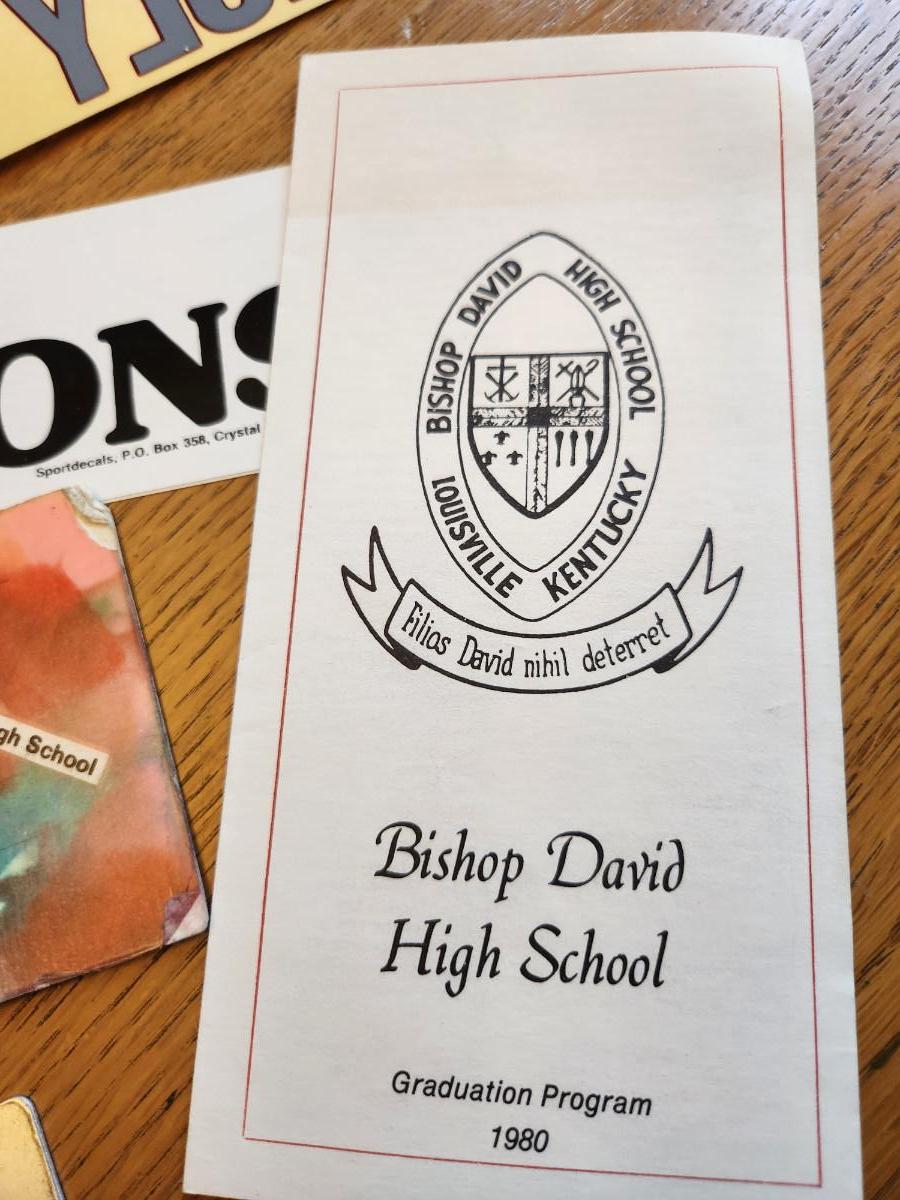 HOLY
ONS
Sportdecals, P.O. Box 358, Crystal
gh School
BISHOP DAVID HIGH SCHOOL
LOUISVILLE KENTUCKY
Filios David nihil deterret
Bishop David
High School
Graduation Program
1980